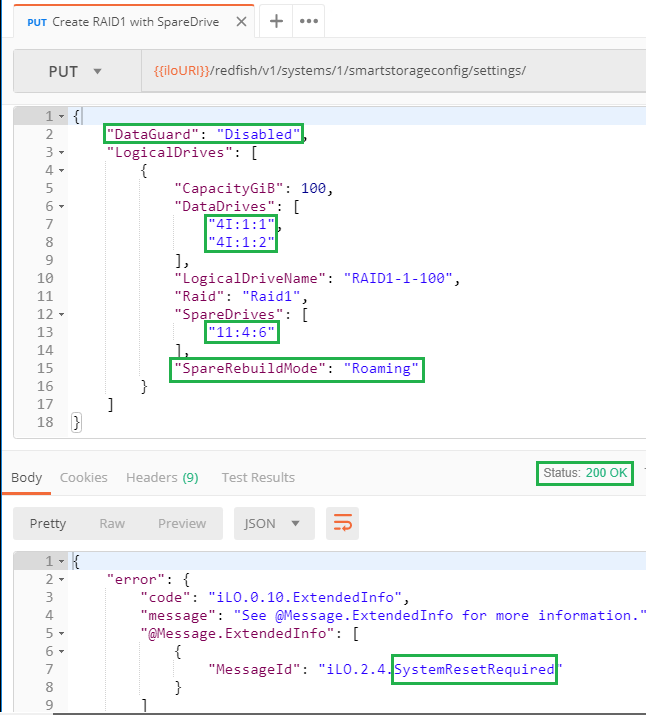 PUT Create RAID1 with SpareDrive × + •••
PUT {{iloURI}}/redfish/v1/systems/1/smartstorageconfig/settings/
1 {
2 "DataGuard": "Disabled",
3 "LogicalDrives": [
4 {
5 "CapacityGiB": 100,
6 "DataDrives": [
7 "4I:1:1",
8 "4I:1:2"
9 ],
10 "LogicalDriveName": "RAID1-1-100",
11 "Raid": "Raid1",
12 "SpareDrives": [
13 "11:4:6"
14 ],
15 "SpareRebuildMode": "Roaming"
16 }
17 ]
18 }
Body Cookies Headers (9) Test Results Status: 200 OK
Pretty Raw Preview JSON
1 {
2 "error": {
3 "code": "iLO.0.10.ExtendedInfo",
4 "message": "See @Message.ExtendedInfo for more information."
5 "@Message.ExtendedInfo": [
6 {
7 "MessageId": "iLO.2.4.SystemResetRequired"
8 }
9 ]